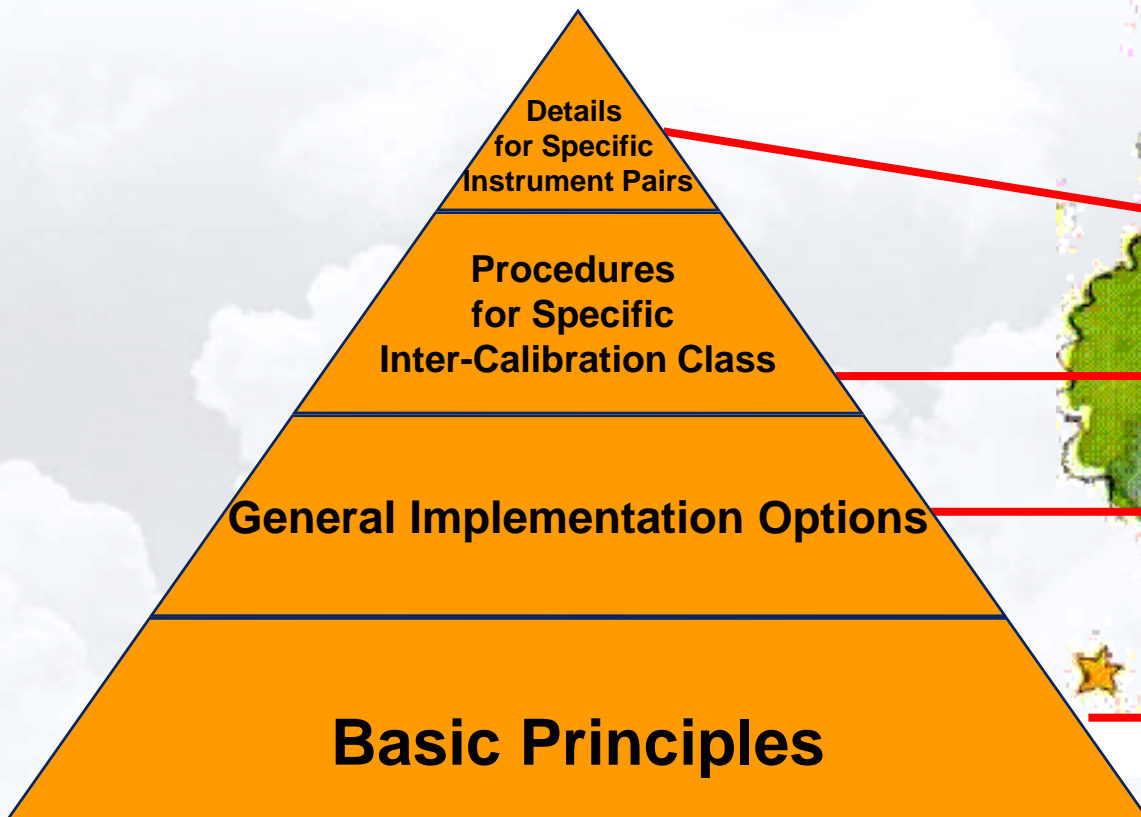 Details
for Specific
Instrument Pairs
Procedures
for Specific
Inter-Calibration Class
General Implementation Options
Basic Principles